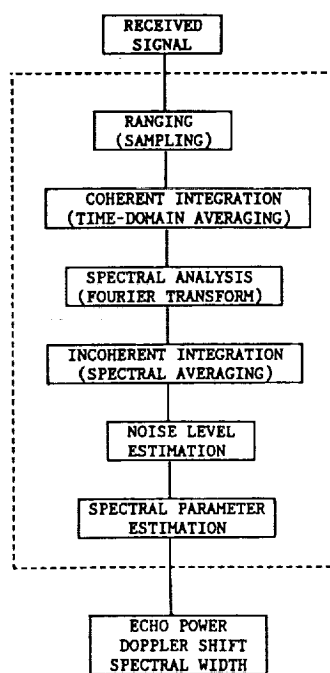 RECEIVED
SIGNAL
RANGING
(SAMPLING)
COHERENT INTEGRATION
(TIME-DOMAIN AVERAGING)
SPECTRAL ANALYSIS
(FOURIER TRANSFORM)
INCOHERENT INTEGRATION
(SPECTRAL AVERAGING)
NOISE LEVEL
ESTIMATION
SPECTRAL PARAMETER
ESTIMATION
ECHO POWER
DOPPLER SHIFT
SPECTRAL WIDTH